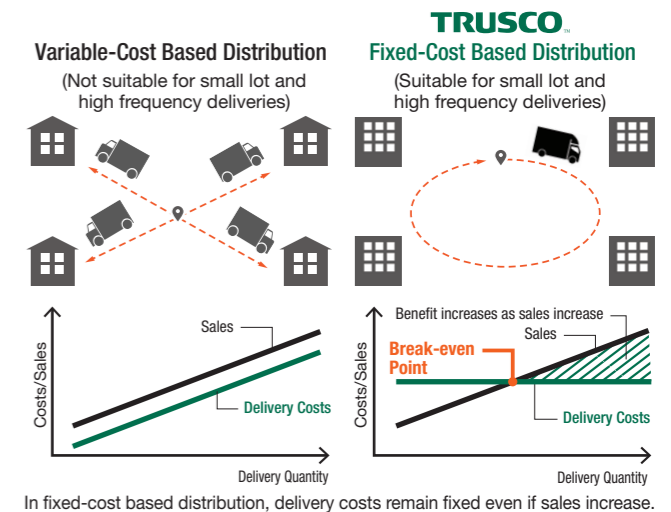 Variable-Cost Based Distribution
(Not suitable for small lot and
high frequency deliveries)
TRUSCO™
Fixed-Cost Based Distribution
(Suitable for small lot and
high frequency deliveries)
Costs/Sales
Sales
Delivery Costs
Delivery Quantity
Costs/Sales
Benefit increases as sales increase
Sales
Break-even
Point
Delivery Costs
Delivery Quantity
In fixed-cost based distribution, delivery costs remain fixed even if sales increase.